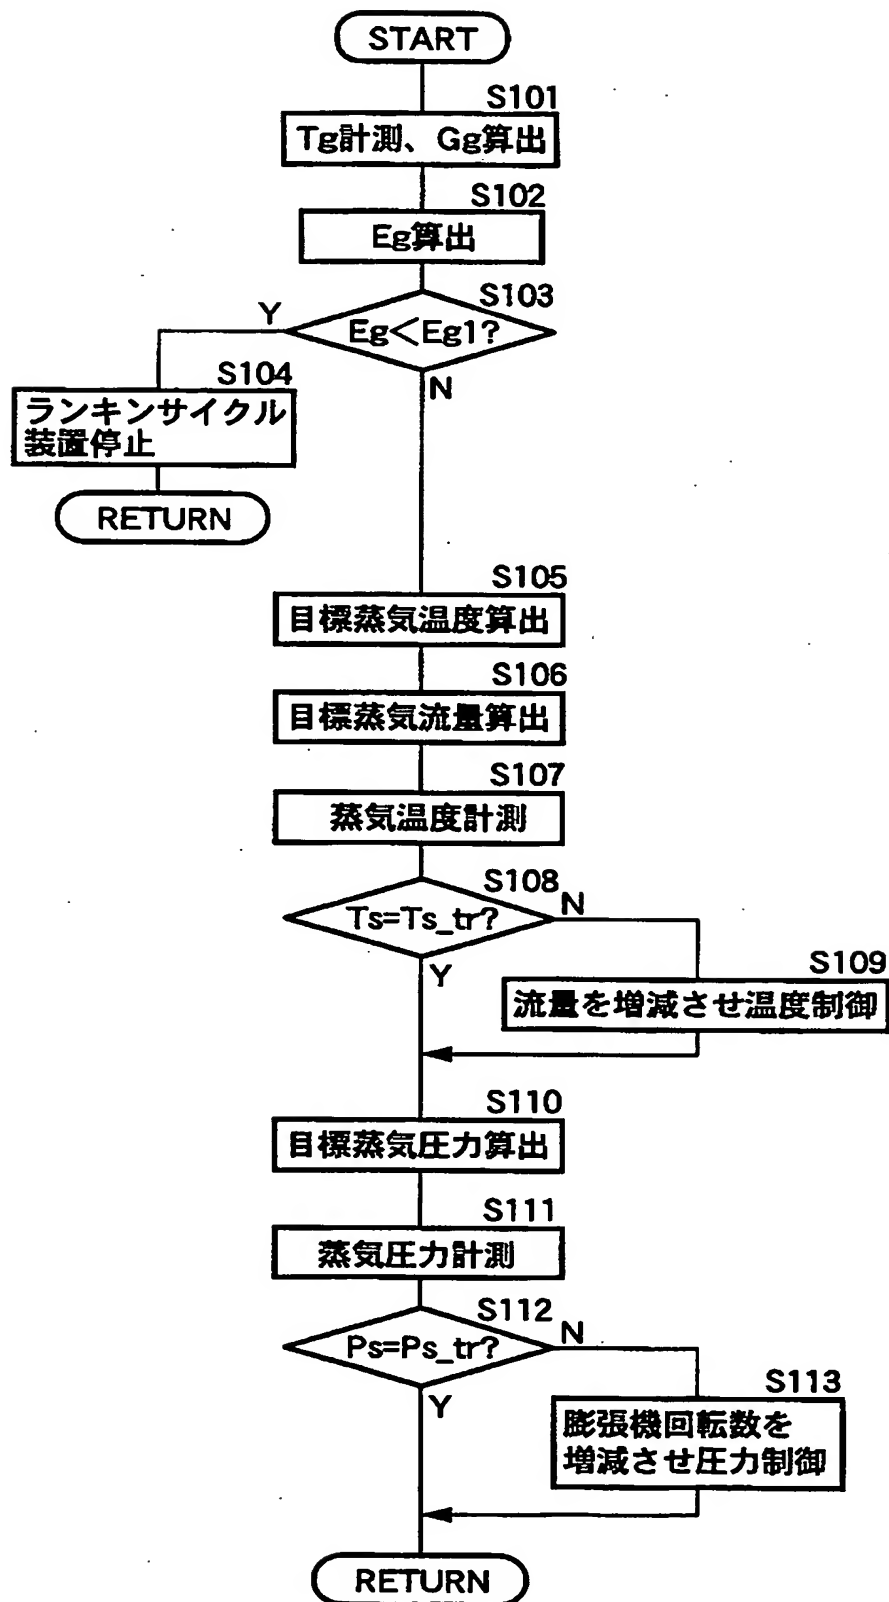 START
S101
Tg計測、Gg算出
S102
Eg算出
S103
Eg<Eg1?
Y
N
S104
ランキンサイクル
装置停止
RETURN
S105
目標蒸気温度算出
S106
目標蒸気流量算出
S107
蒸気温度計測
S108
Ts=Ts_tr?
N
Y
S109
流量を増減させ温度制御
S110
目標蒸気圧力算出
S111
蒸気圧力計測
S112
Ps=Ps_tr?
N
Y
S113
膨張機回転数を
増減させ圧力制御
RETURN